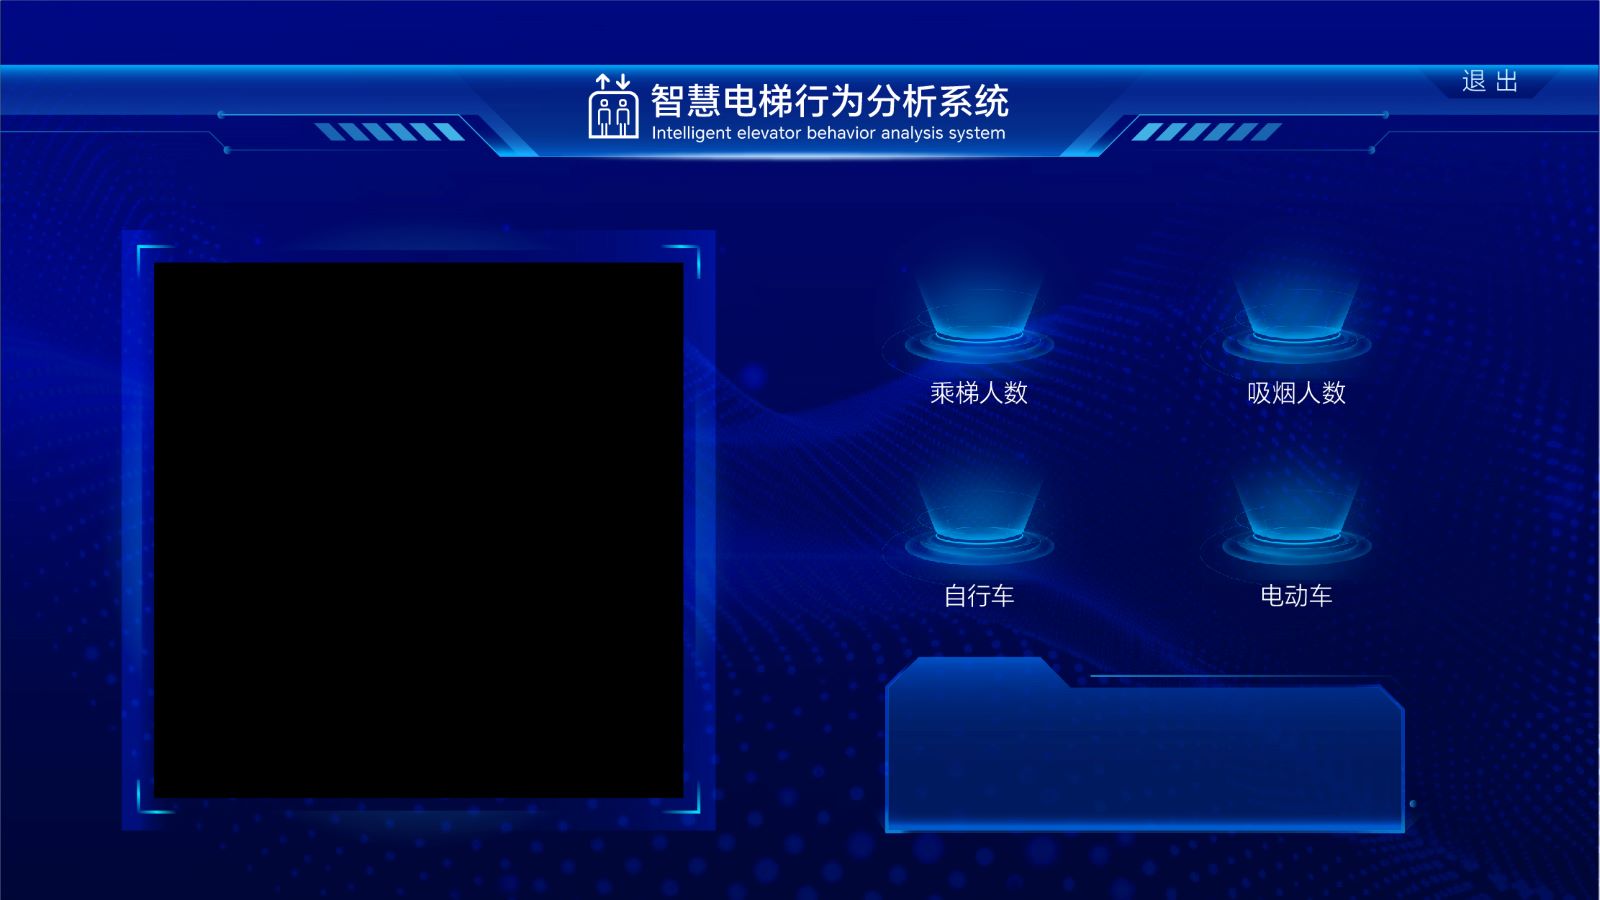 退出
智慧电梯行为分析系统
Intelligent elevator behavior analysis system
乘梯人数
吸烟人数
自行车
电动车